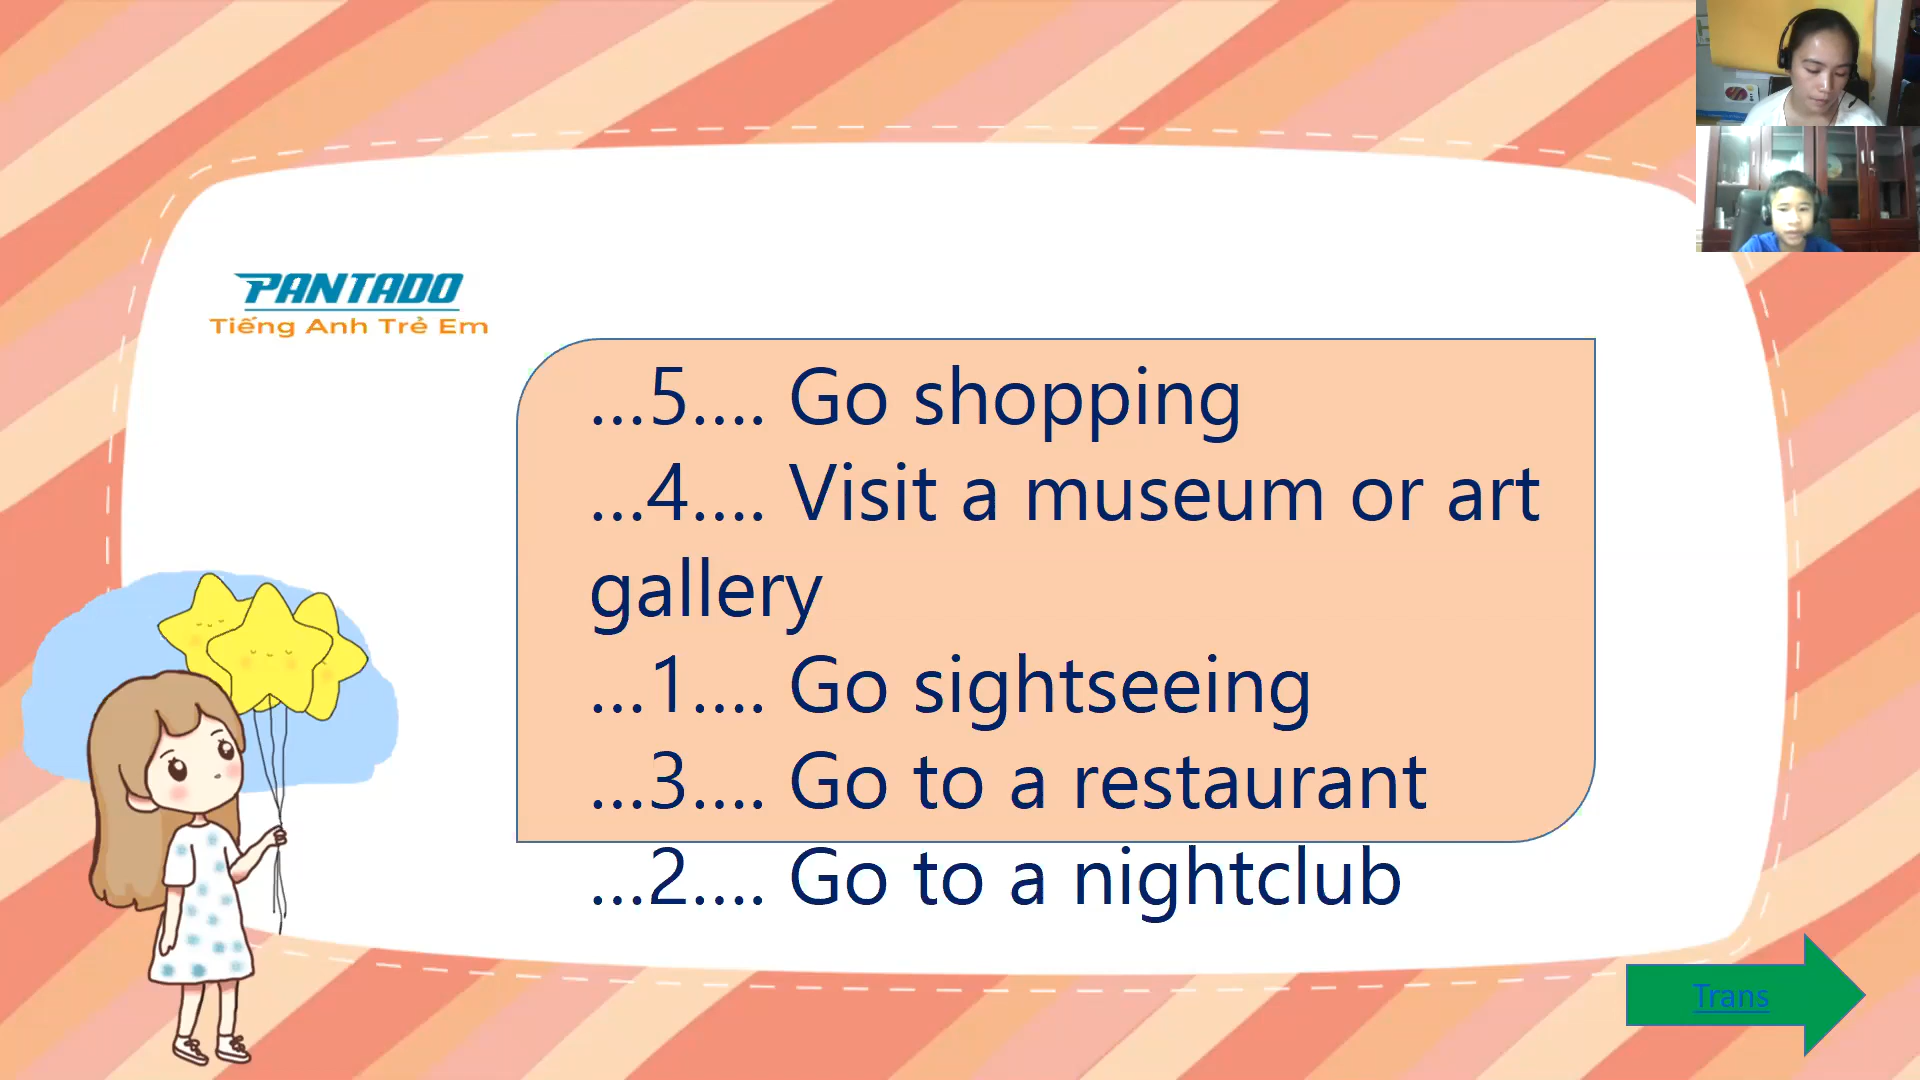 PANTADO
Tiếng Anh Trẻ Em
...5.... Go shopping
...4.... Visit a museum or art
gallery
...1.... Go sightseeing
...3.... Go to a restaurant
...2.... Go to a nightclub
Trans